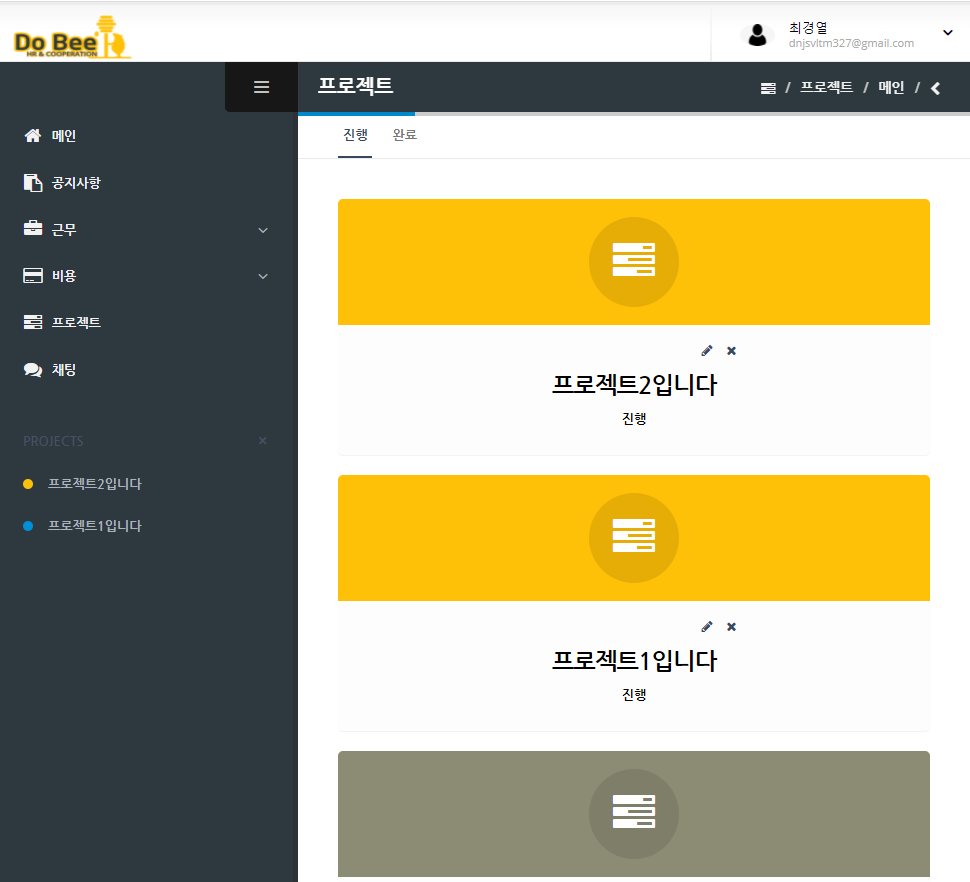 Do Bee
HR & COOPERATION
최경열
dnjsvltm327@gmail.com
프로젝트
/ 프로젝트 / 메인 /
메인
공지사항
근무
비용
프로젝트
채팅
PROJECTS
프로젝트2입니다
프로젝트1입니다
진행 완료
프로젝트2입니다
진행
프로젝트1입니다
진행